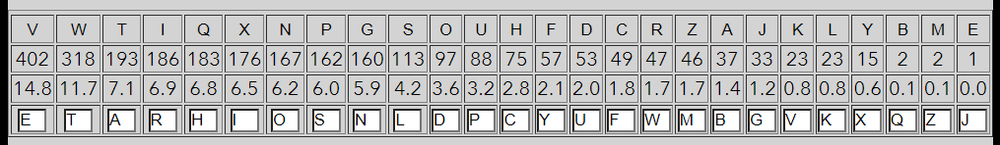 V W T I Q X N P G S O U H F D C R Z A J K L Y B M E
402 318 193 186 183 176 167 162 160 113 97 88 75 57 53 49 47 46 37 33 23 23 15 2 2 1
14.8 11.7 7.1 6.9 6.8 6.5 6.2 6.0 5.9 4.2 3.6 3.2 2.8 2.1 2.0 1.8 1.7 1.7 1.4 1.2 0.8 0.8 0.6 0.1 0.1 0.0
E T A R H I O S N L D P C Y U F W M B G V K X Q Z J